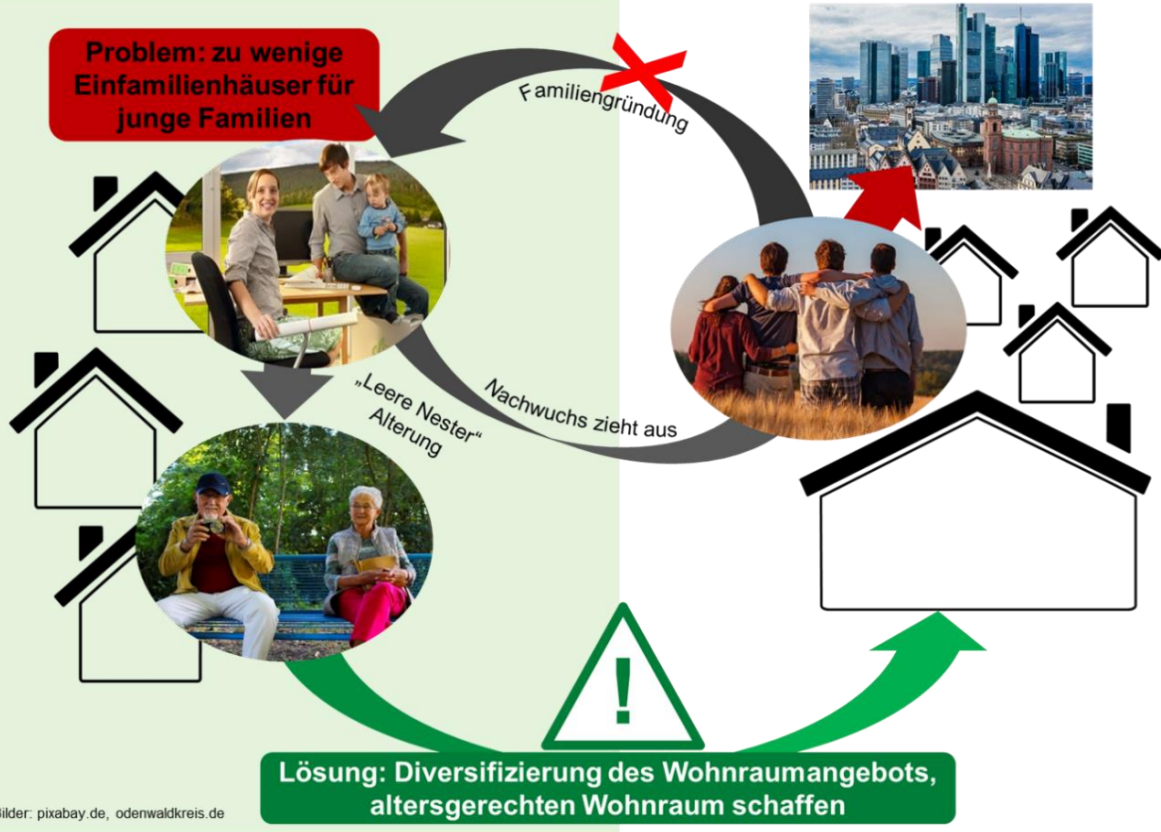 Problem: zu wenige
Einfamilienhäuser für
junge Familien
Familiengründung
„Leere Nester“
Alterung
Nachwuchs zieht aus
!
Lösung: Diversifizierung des Wohnraumangebots,
altersgerechten Wohnraum schaffen
Bilder: pixabay.de, odenwaldkreis.de